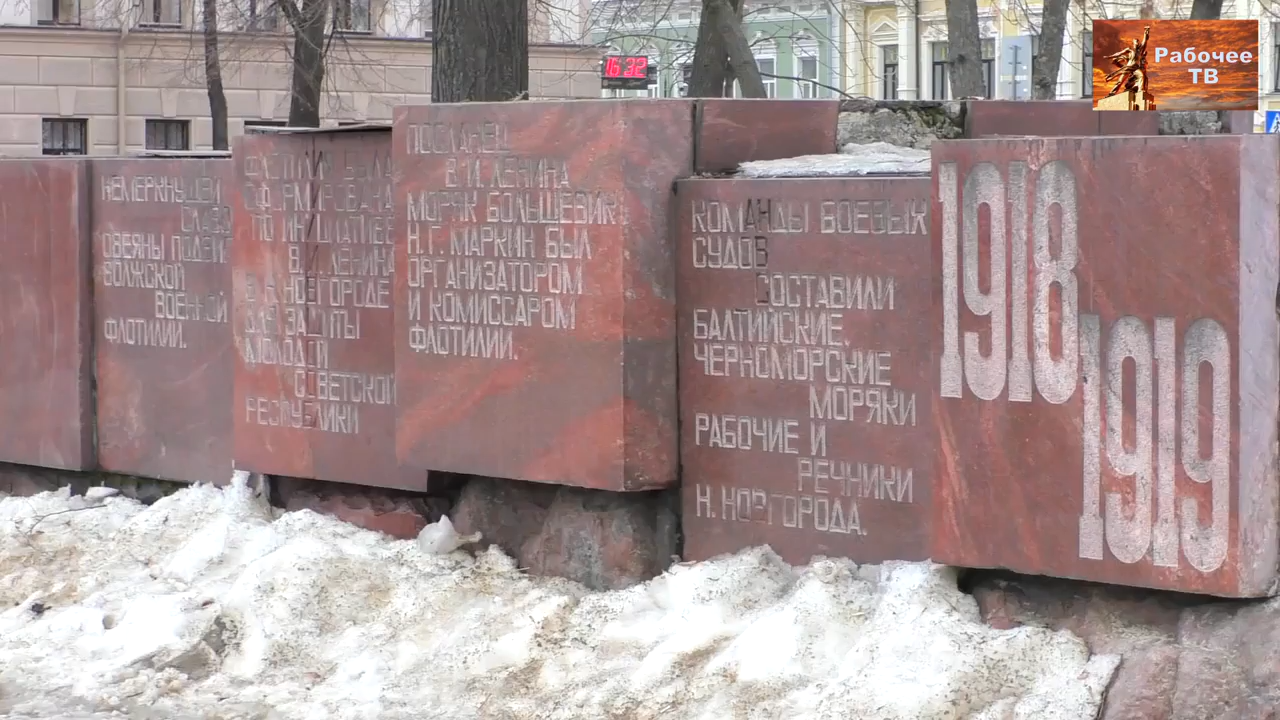 НЕМЕРКНУЩЕЙ
СЛАВОЙ
ОВЕЯНЫ ПОДВИГИ
ВОЛЖСКОЙ
ВОЕННОЙ
ФЛОТИЛИИ.
ФЛОТИЛИЯ БЫЛА
СФОРМИРОВАНА
ПО ИНИЦИАТИВЕ
В.И. ЛЕНИНА
В Н. НОВГОРОДЕ
ДЛЯ ЗАЩИТЫ
МОЛОДОЙ
СОВЕТСКОЙ
РЕСПУБЛИКИ
ПОСЛАНЕЦ
В. И. ЛЕНИНА
МОРЯК БОЛЬШЕВИК
Н. Г. МАРКИН БЫЛ
ОРГАНИЗАТОРОМ
И КОМИССАРОМ
ФЛОТИЛИИ.
КОМАНДЫ БОЕВЫХ
СУДОВ
СОСТАВИЛИ
БАЛТИЙСКИЕ,
ЧЕРНОМОРСКИЕ
МОРЯКИ
РАБОЧИЕ И
РЕЧНИКИ
Н. НОВГОРОДА.
1918
1919
16:22
Рабочее
ТВ